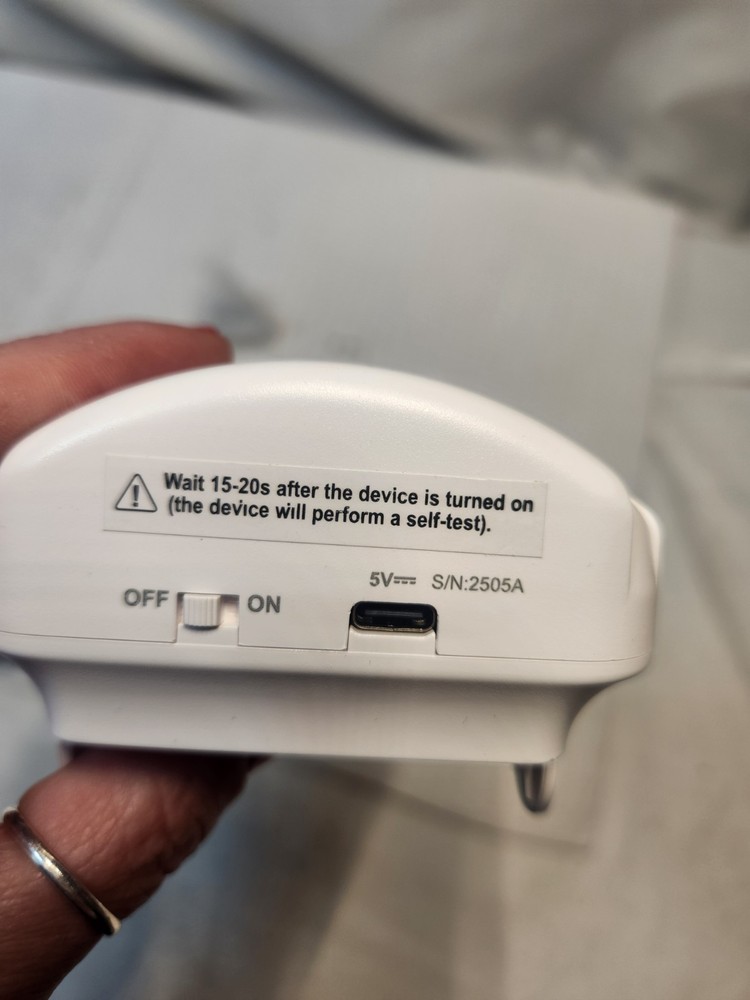 Wait 15-20s after the device is turned on
(the device will perform a self-test).
5V⎓ S/N:2505A
OFF ON